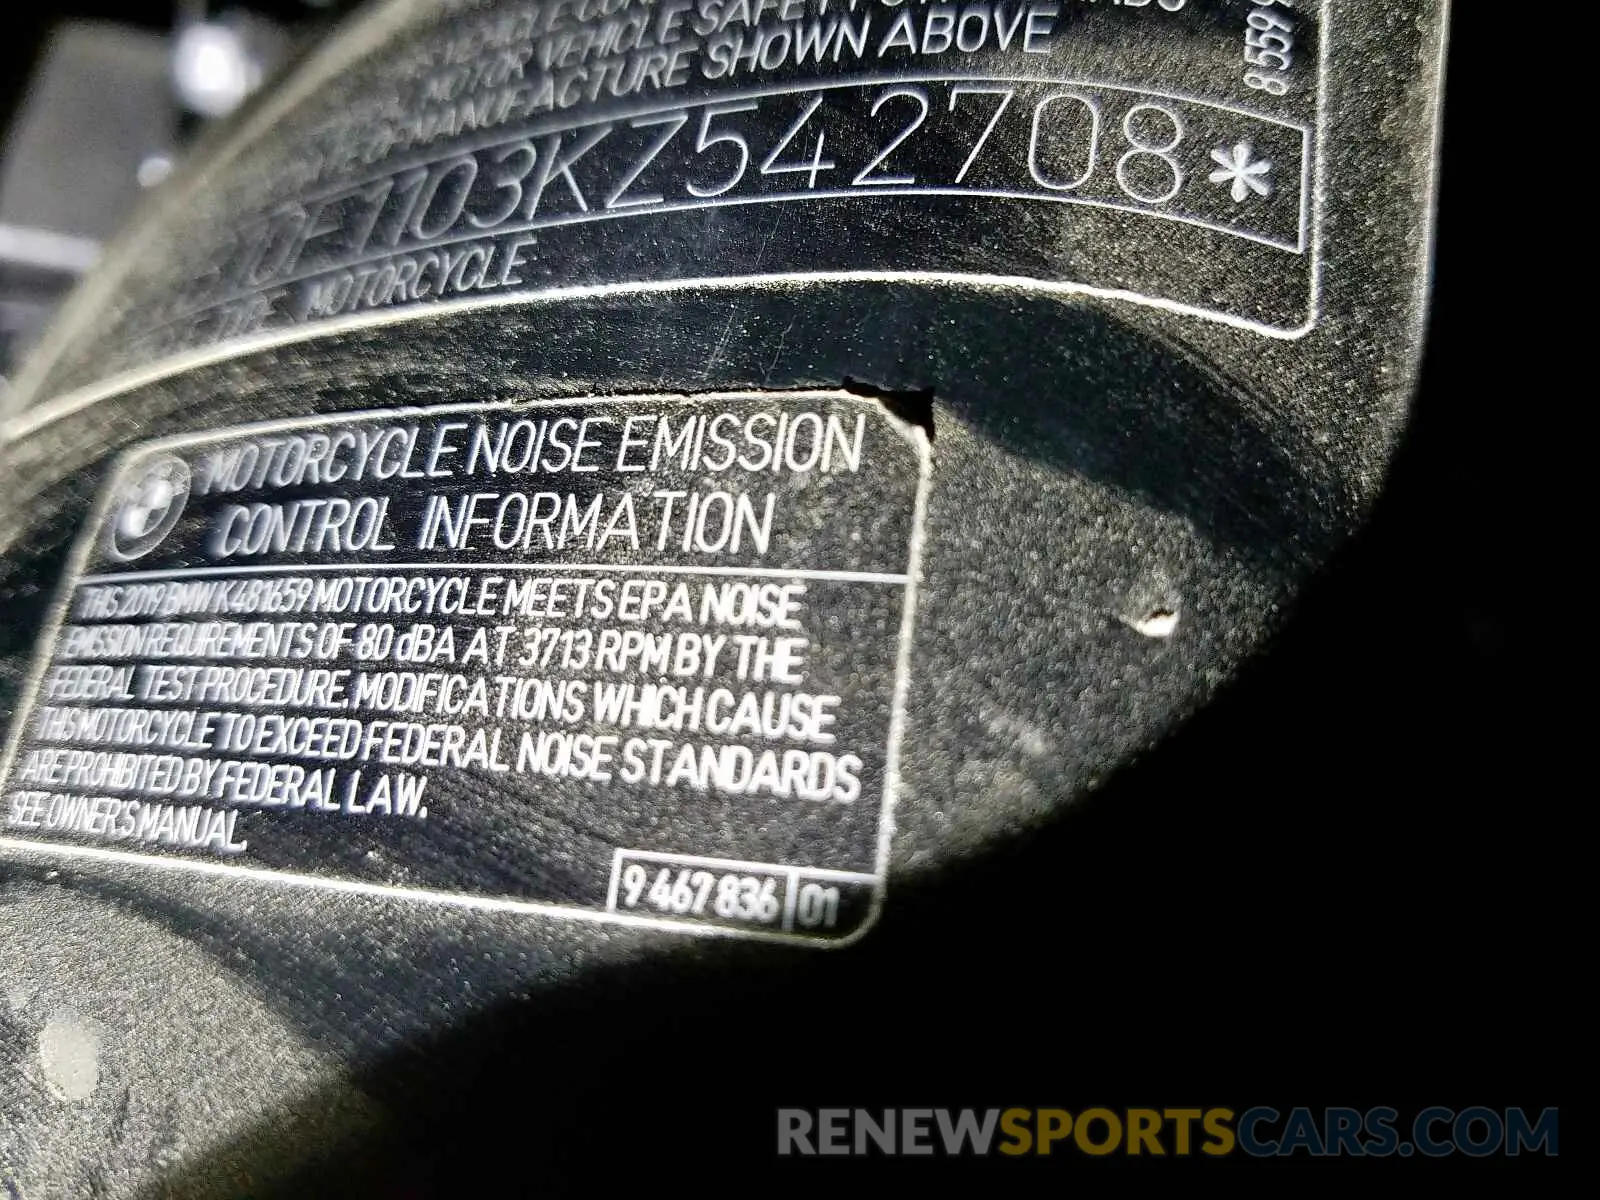 VEHICLE
MOTOR VEHICLE SAFETY
MANUFACTURE SHOWN ABOVE
8559
1103KZ542708*
MOTORCYCLE
MOTORCYCLE NOISE EMISSION
CONTROL INFORMATION
THIS 2019 BMW K481659 MOTORCYCLE MEETS EPA NOISE
EMISSION REQUIREMENTS OF 80 dBA AT 3713 RPM BY THE
FEDERAL TEST PROCEDURE. MODIFICATIONS WHICH CAUSE
THIS MOTORCYCLE TO EXCEED FEDERAL NOISE STANDARDS
ARE PROHIBITED BY FEDERAL LAW.
SEE OWNER'S MANUAL.
9 467 836 01
RENEWSPORTSCARS.COM